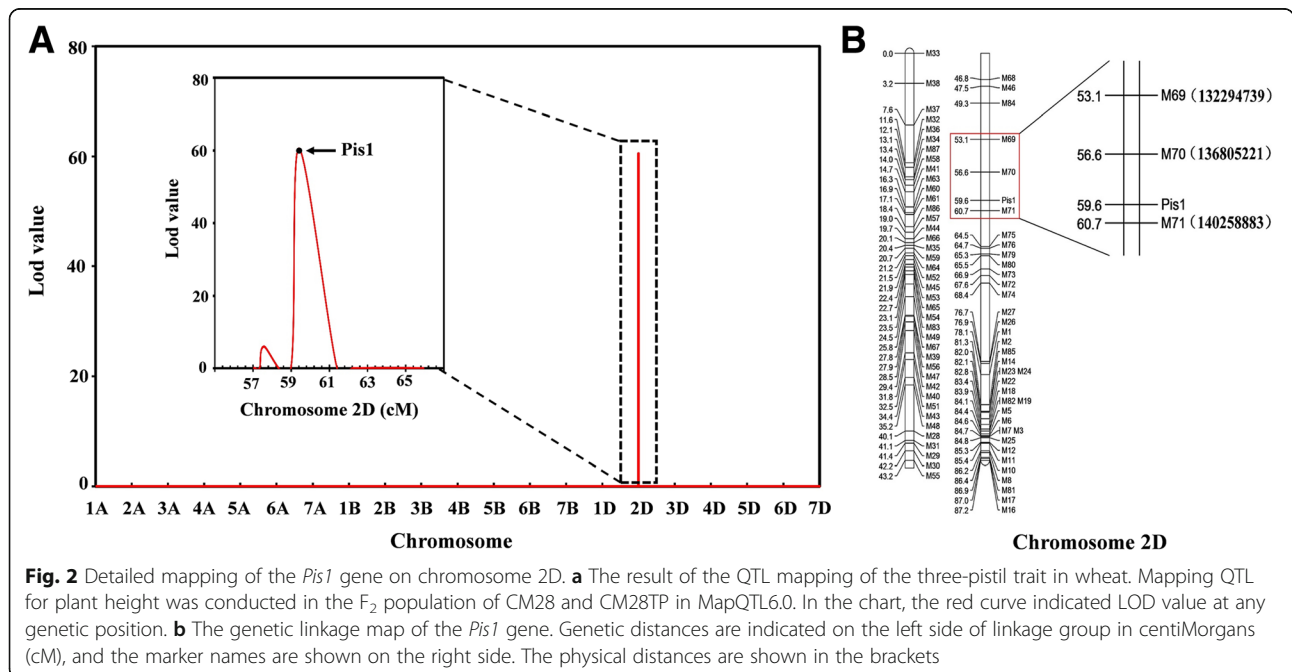 A
80
60
40
20
0
Lod value
80
60
40
20
0
Lod value
Pis1
57 59 61 63 65
Chromosome 2D (cM)
1A 2A 3A 4A 5A 6A 7A 1B 2B 3B 4B 5B 6B 7B 1D 2D 3D 4D 5D 6D 7D
Chromosome
B
0.0 M33
3.2 M38
7.6 M37
11.6 M32
12.1 M36
13.1 M34
13.4 M87
14.0 M58
14.7 M41
16.3 M63
16.9 M60
17.1 M61
18.4 M86
19.0 M57
19.7 M44
20.1 M66
20.4 M35
20.7 M59
21.2 M64
21.5 M52
21.9 M45
22.4 M53
22.7 M65
23.1 M54
23.5 M83
24.5 M49
25.8 M67
27.8 M39
27.9 M56
28.5 M47
29.4 M42
31.8 M40
32.5 M51
34.4 M43
35.2 M48
40.1 M28
41.1 M31
41.4 M29
42.2 M30
43.2 M55
46.8 M68
47.5 M46
49.3 M84
53.1 M69
56.6 M70
59.6 Pis1
60.7 M71
64.5 M75
64.7 M76
65.3 M79
65.5 M80
66.9 M73
67.6 M72
68.4 M74
76.7 M27
76.9 M26
78.1 M1
81.3 M2
82.0 M85
82.1 M14
82.8 M23 M24
83.4 M22
83.9 M18
84.1 M82 M19
84.4 M5
84.6 M6
84.7 M7 M3
84.8 M25
85.3 M12
85.4 M11
86.2 M10
86.4 M8
86.9 M81
87.0 M17
87.2 M16
53.1 M69 (132294739)
56.6 M70 (136805221)
59.6 Pis1
60.7 M71 (140258883)
Chromosome 2D
Fig. 2 Detailed mapping of the Pis1 gene on chromosome 2D. a The result of the QTL mapping of the three-pistil trait in wheat. Mapping QTL
for plant height was conducted in the F2 population of CM28 and CM28TP in MapQTL6.0. In the chart, the red curve indicated LOD value at any
genetic position. b The genetic linkage map of the Pis1 gene. Genetic distances are indicated on the left side of linkage group in centiMorgans
(cM), and the marker names are shown on the right side. The physical distances are shown in the brackets